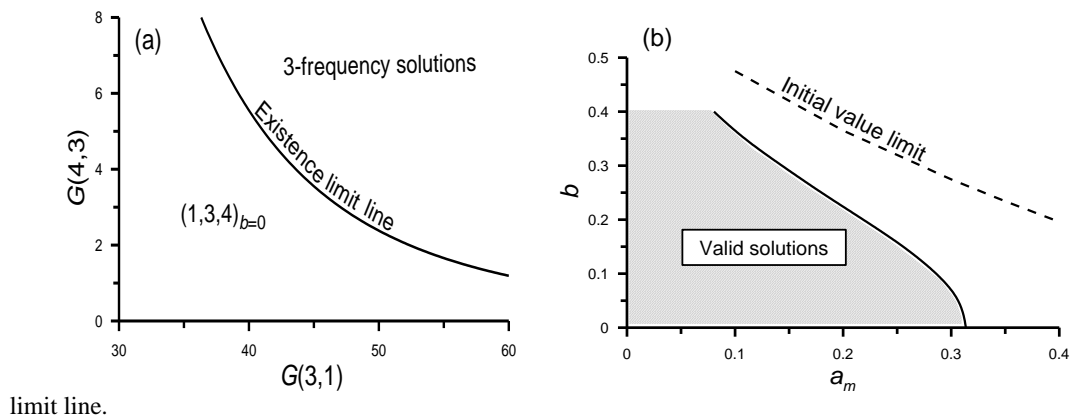 (a)
8
6
4
2
0
G(4,3)
3-frequency solutions
Existence limit line
(1,3,4)b=0
30
40
50
60
G(3,1)
(b)
0.5
0.4
0.3
0.2
0.1
0
b
Initial value limit
Valid solutions
0
0.1
0.2
0.3
0.4
am
limit line.